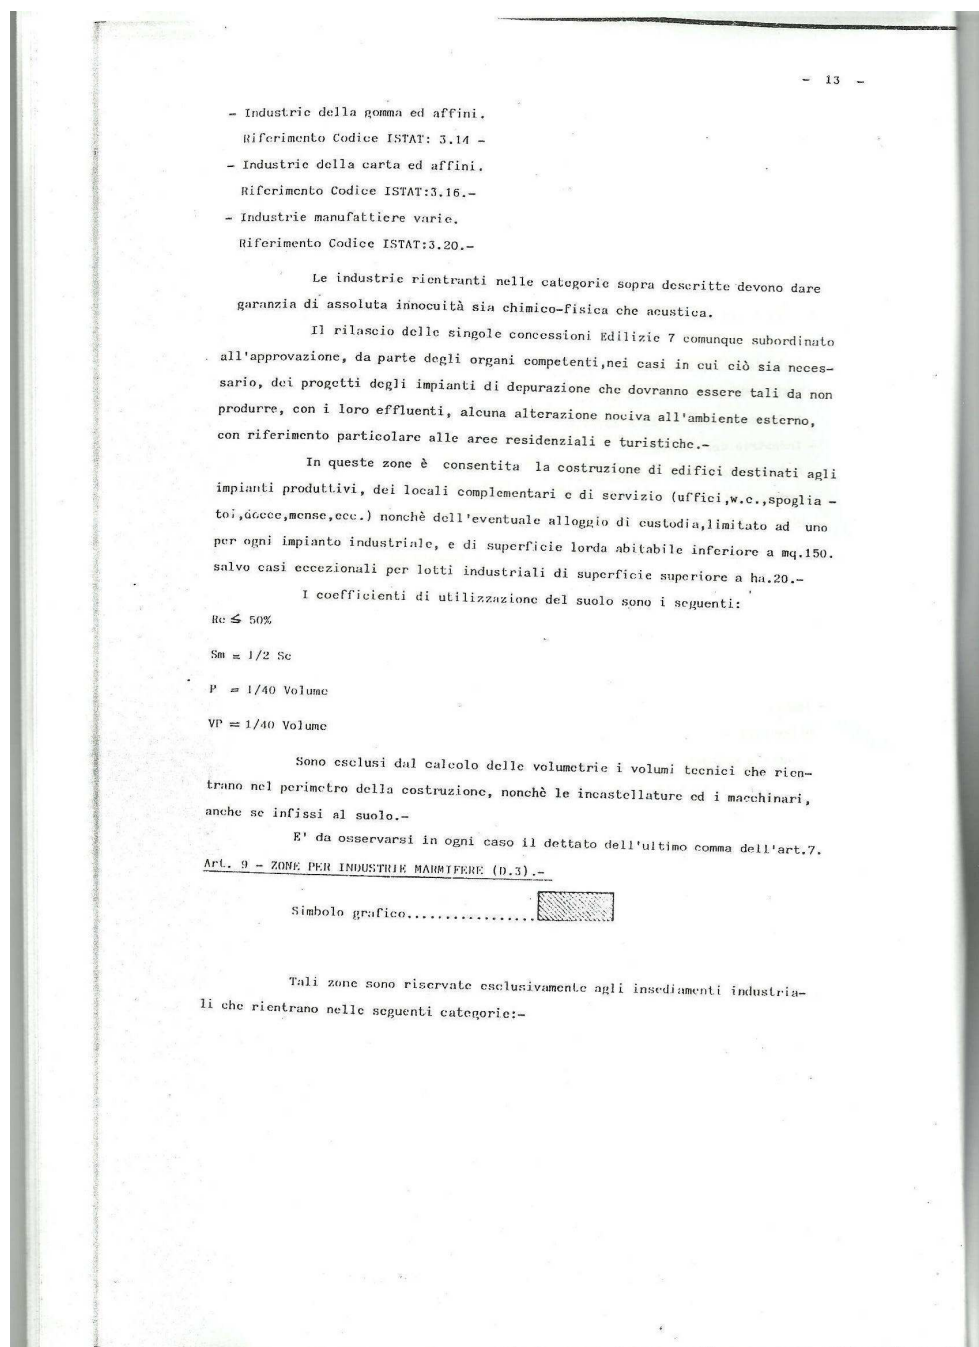 - 13 -
- Industrie della gomma ed affini.
Riferimento Codice ISTAT: 3.14 -
- Industrie della carta ed affini.
Riferimento Codice ISTAT:3.16.-
- Industrie manufattiere varie.
Riferimento Codice ISTAT:3.20.-
Le industrie rientranti nelle categorie sopra descritte devono dare
garanzia di assoluta innocuità sia chimico-fisica che acustica.
Il rilascio delle singole concessioni Edilizie 7 comunque subordinato
all'approvazione, da parte degli organi competenti,nei casi in cui ciò sia neces-
sario, dei progetti degli impianti di depurazione che dovranno essere tali da non
produrre, con i loro effluenti, alcuna alterazione nociva all'ambiente esterno,
con riferimento particolare alle aree residenziali e turistiche.-
In queste zone è consentita la costruzione di edifici destinati agli
impianti produttivi, dei locali complementari e di servizio (uffici,w.c.,spoglia -
toi,docce,mense,ecc.) nonchè dell'eventuale alloggio di custodia,limitato ad uno
per ogni impianto industriale, e di superficie lorda abitabile inferiore a mq.150.
salvo casi eccezionali per lotti industriali di superficie superiore a ha.20.-
I coefficienti di utilizzazione del suolo sono i seguenti:
Rc ≤ 50%
Sm = 1/2 Sc
P = 1/40 Volume
VP = 1/40 Volume
Sono esclusi dal calcolo delle volumetrie i volumi tecnici che rien-
trano nel perimetro della costruzione, nonchè le incastellature ed i macchinari,
anche se infissi al suolo.-
E' da osservarsi in ogni caso il dettato dell'ultimo comma dell'art.7.
Art. 9 - ZONE PER INDUSTRIE MARMIFERE (D.3).-
Simbolo grafico.................
Tali zone sono riservate esclusivamente agli insediamenti industria-
li che rientrano nelle seguenti categorie:-